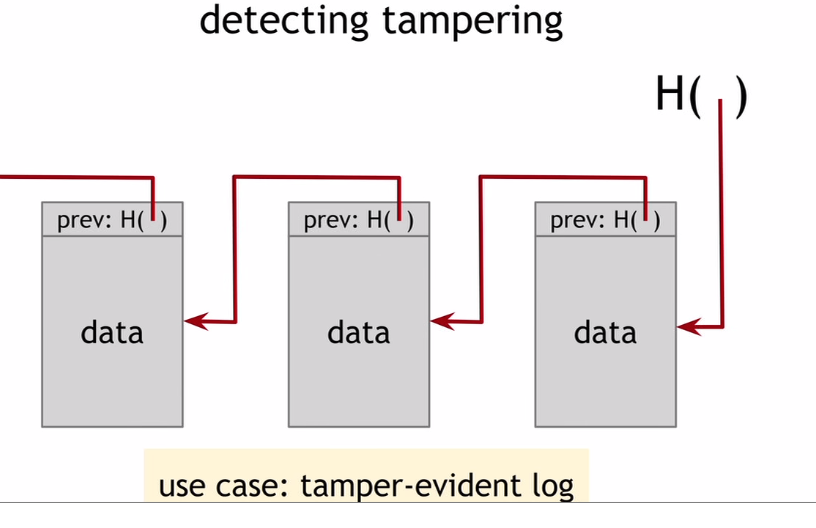 detecting tampering
H( )
prev: H( )
prev: H( )
prev: H( )
data
data
data
use case: tamper-evident log